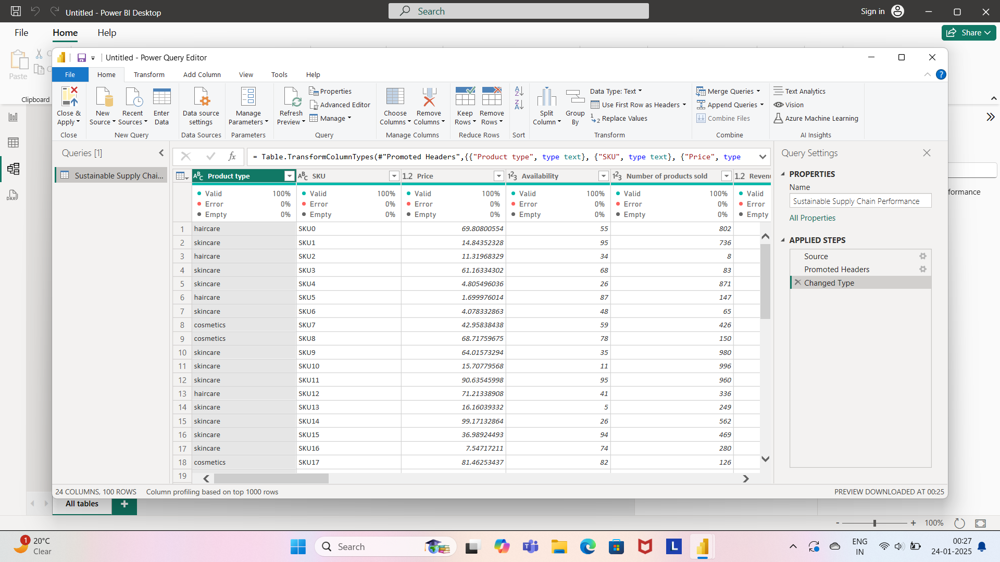 Untitled - Power BI Desktop
Search
Sign in
File
Home
Help
Share
Paste
Clipboard
Untitled - Power Query Editor
File
Home
Transform
Add Column
View
Tools
Help
Close & Apply
New Source
Recent Sources
Enter Data
Data source settings
Manage Parameters
Refresh Preview
Properties
Advanced Editor
Manage
Choose Columns
Remove Columns
Keep Rows
Remove Rows
Split Column
Group By
Data Type: Text
Use First Row as Headers
Replace Values
Merge Queries
Append Queries
Combine Files
Text Analytics
Vision
Azure Machine Learning
Close
New Query
Data Sources
Parameters
Query
Manage Columns
Reduce Rows
Sort
Transform
Combine
AI Insights
Queries [1]
Sustainable Supply Chai...
fx
= Table.TransformColumnTypes(#"Promoted Headers",{{"Product type", type text}, {"SKU", type text}, {"Price", type
ABC Product type
ABC SKU
1.2 Price
123 Availability
123 Number of products sold
1.2 Reven
Valid 100% Valid 100% Valid 100% Valid 100% Valid 100% Valid
Error 0% Error 0% Error 0% Error 0% Error 0% Error
Empty 0% Empty 0% Empty 0% Empty 0% Empty 0% Empty
1 haircare SKU0 69.80800554 55 802
2 skincare SKU1 14.84352328 95 736
3 haircare SKU2 11.31968329 34 8
4 skincare SKU3 61.16334302 68 83
5 skincare SKU4 4.805496036 26 871
6 haircare SKU5 1.699976014 87 147
7 skincare SKU6 4.078332863 48 65
8 cosmetics SKU7 42.95838438 59 426
9 cosmetics SKU8 68.71759675 78 150
10 skincare SKU9 64.01573294 35 980
11 skincare SKU10 15.70779568 11 996
12 skincare SKU11 90.63545998 95 960
13 haircare SKU12 71.21338908 41 336
14 skincare SKU13 16.16039332 5 249
15 skincare SKU14 99.17132864 26 562
16 skincare SKU15 36.98924493 94 469
17 skincare SKU16 7.54717211 74 280
18 cosmetics SKU17 81.46253437 82 126
19
Query Settings
PROPERTIES
Name
Sustainable Supply Chain Performance
All Properties
APPLIED STEPS
Source
Promoted Headers
Changed Type
formance
24 COLUMNS, 100 ROWS
Column profiling based on top 1000 rows
PREVIEW DOWNLOADED AT 00:25
All tables
+
- + 100%
DAX
1
20°C
Clear
Search
L
ENG
IN
00:27
24-01-2025